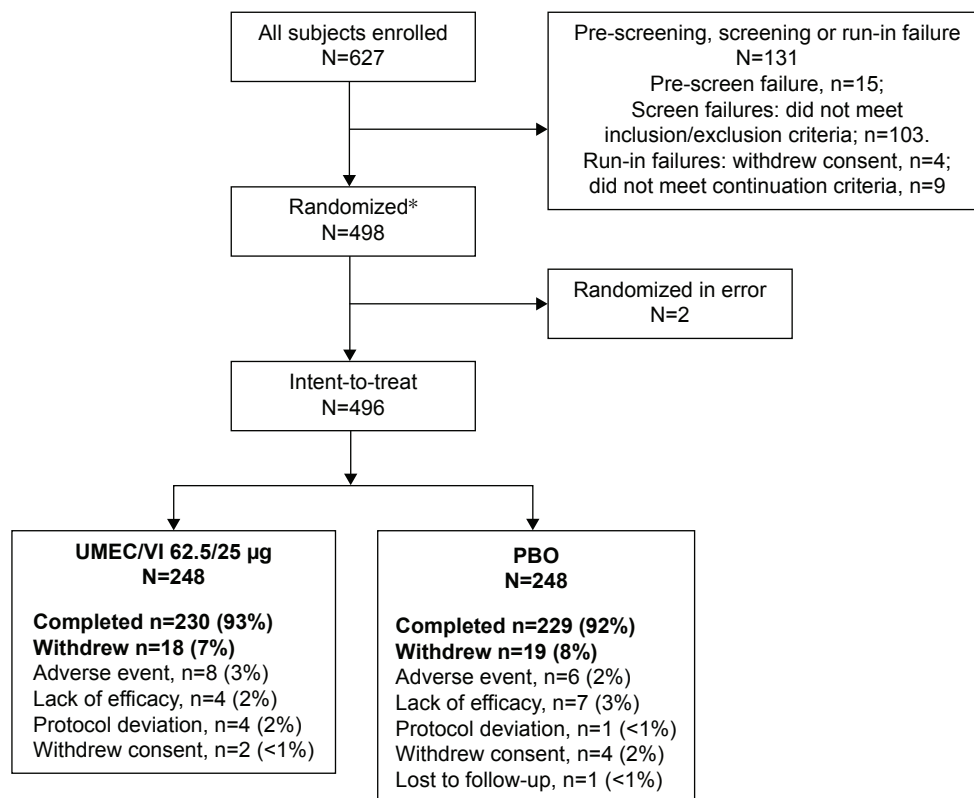 All subjects enrolled
N=627
Pre-screening, screening or run-in failure
N=131
Pre-screen failure, n=15;
Screen failures: did not meet
inclusion/exclusion criteria; n=103.
Run-in failures: withdrew consent, n=4;
did not meet continuation criteria, n=9
Randomized*
N=498
Randomized in error
N=2
Intent-to-treat
N=496
UMEC/VI 62.5/25 µg
N=248
Completed n=230 (93%)
Withdrew n=18 (7%)
Adverse event, n=8 (3%)
Lack of efficacy, n=4 (2%)
Protocol deviation, n=4 (2%)
Withdrew consent, n=2 (<1%)
PBO
N=248
Completed n=229 (92%)
Withdrew n=19 (8%)
Adverse event, n=6 (2%)
Lack of efficacy, n=7 (3%)
Protocol deviation, n=1 (<1%)
Withdrew consent, n=4 (2%)
Lost to follow-up, n=1 (<1%)